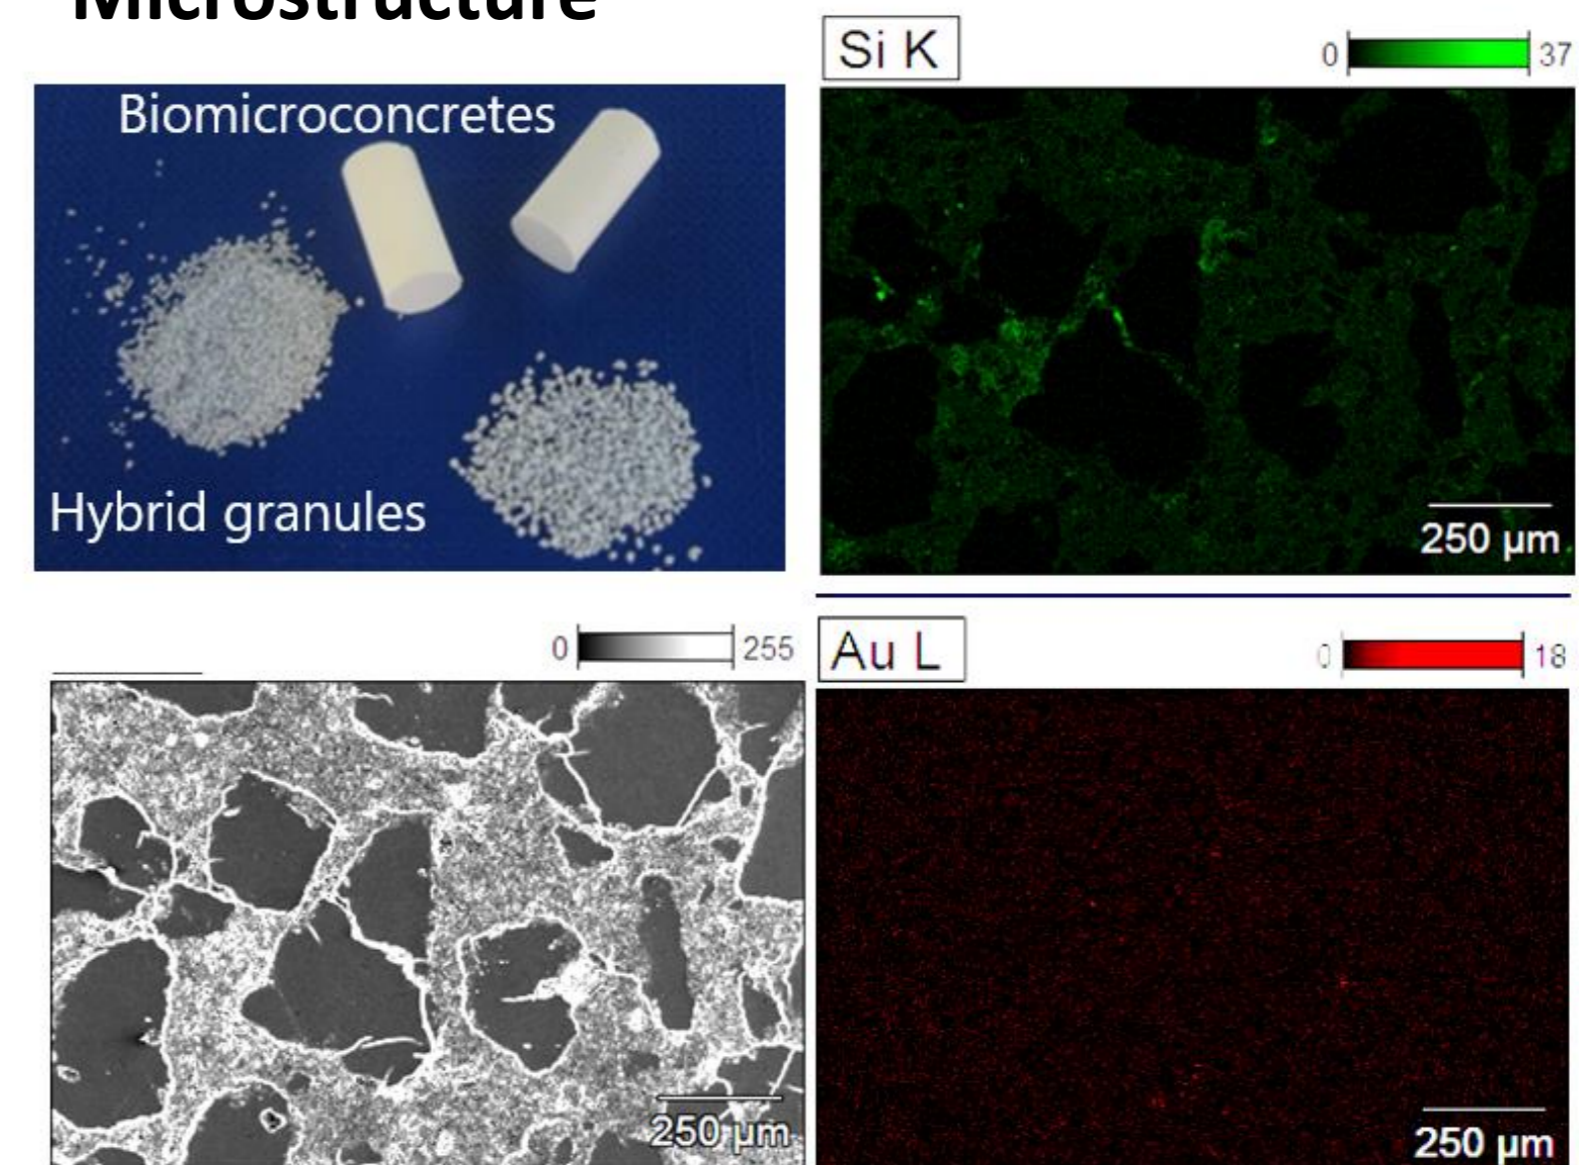 Microstructure
Si K
0 37
Biomicroconcretes
Hybrid granules
250 µm
0 255
Au L
0 18
250 µm
250 µm